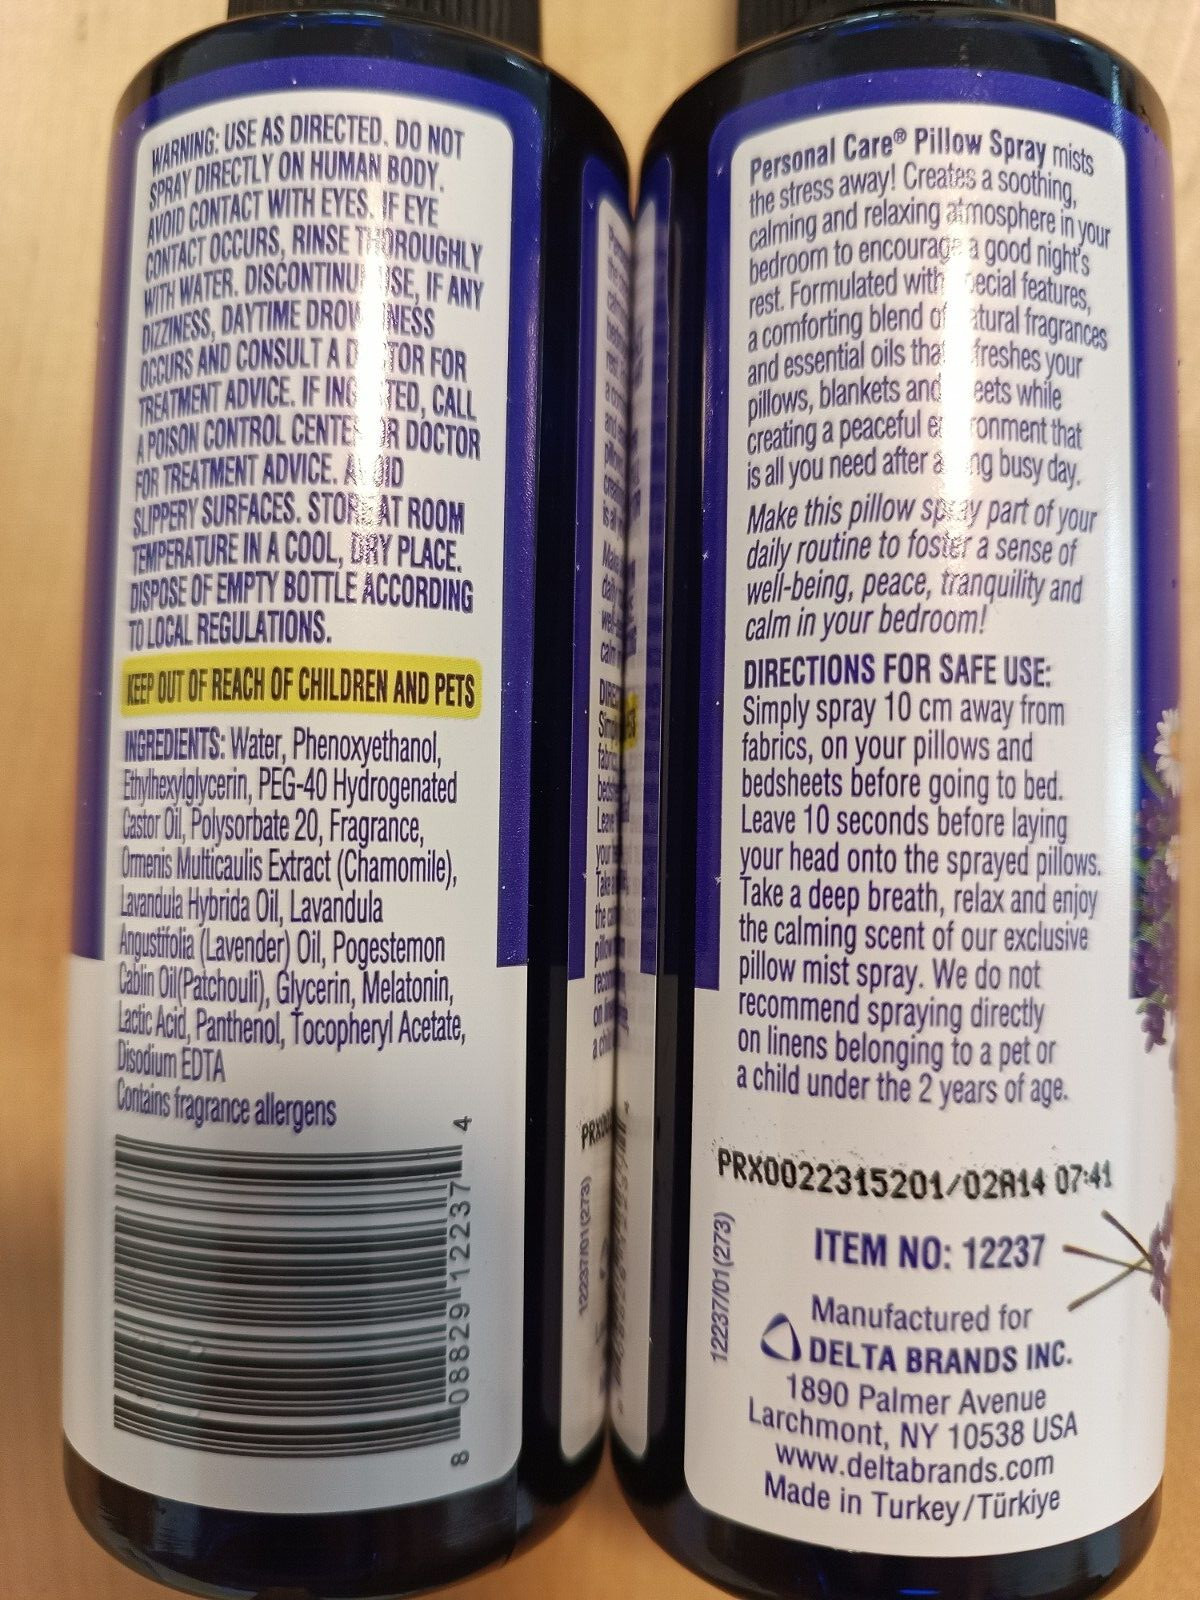 WARNING: USE AS DIRECTED. DO NOT
SPRAY DIRECTLY ON HUMAN BODY.
AVOID CONTACT WITH EYES. IF EYE
CONTACT OCCURS, RINSE THOROUGHLY
WITH WATER. DISCONTINUE USE, IF ANY
DIZZINESS, DAYTIME DROWSINESS
OCCURS AND CONSULT A DOCTOR FOR
TREATMENT ADVICE. IF INGESTED, CALL
A POISON CONTROL CENTER OR DOCTOR
FOR TREATMENT ADVICE. AVOID
SLIPPERY SURFACES. STORE AT ROOM
TEMPERATURE IN A COOL, DRY PLACE.
DISPOSE OF EMPTY BOTTLE ACCORDING
TO LOCAL REGULATIONS.
KEEP OUT OF REACH OF CHILDREN AND PETS
INGREDIENTS: Water, Phenoxyethanol,
Ethylhexylglycerin, PEG-40 Hydrogenated
Castor Oil, Polysorbate 20, Fragrance,
Ormenis Multicaulis Extract (Chamomile),
Lavandula Hybrida Oil, Lavandula
Angustifolia (Lavender) Oil, Pogestemon
Cablin Oil(Patchouli), Glycerin, Melatonin,
Lactic Acid, Panthenol, Tocopheryl Acetate,
Disodium EDTA
Contains fragrance allergens
8 08829 12237 4
12237/01(273)
Personal Care® Pillow Spray mists
the stress away! Creates a soothing,
calming and relaxing atmosphere in your
bedroom to encourage a good night's
rest. Formulated with special features,
a comforting blend of natural fragrances
and essential oils that refreshes your
pillows, blankets and sheets while
creating a peaceful environment that
is all you need after a long busy day.
Make this pillow spray part of your
daily routine to foster a sense of
well-being, peace, tranquility and
calm in your bedroom!
DIRECTIONS FOR SAFE USE:
Simply spray 10 cm away from
fabrics, on your pillows and
bedsheets before going to bed.
Leave 10 seconds before laying
your head onto the sprayed pillows.
Take a deep breath, relax and enjoy
the calming scent of our exclusive
pillow mist spray. We do not
recommend spraying directly
on linens belonging to a pet or
a child under the 2 years of age.
PRX0022315201/02A14 07:41
12237/01(273)
ITEM NO: 12237
Manufactured for
DELTA BRANDS INC.
1890 Palmer Avenue
Larchmont, NY 10538 USA
www.deltabrands.com
Made in Turkey/Türkiye